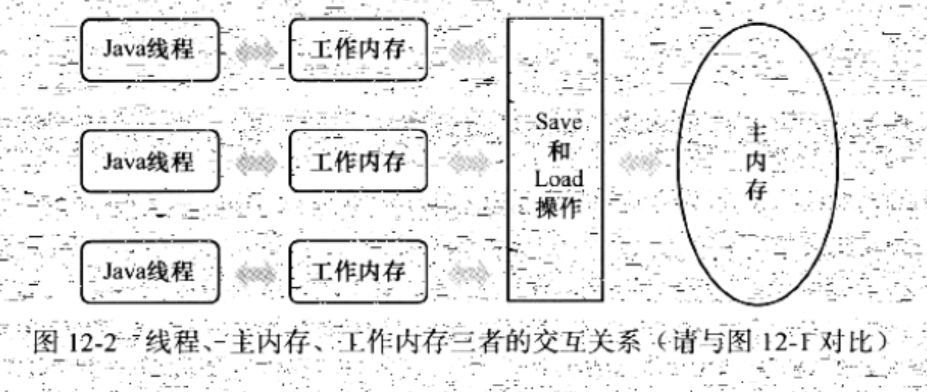 Java线程 工作内存
Java线程 工作内存
Java线程 工作内存
Save
和
Load
操作
主
内
存
图 12-2 线程、主内存、工作内存三者的交互关系（请与图 12-1 对比）